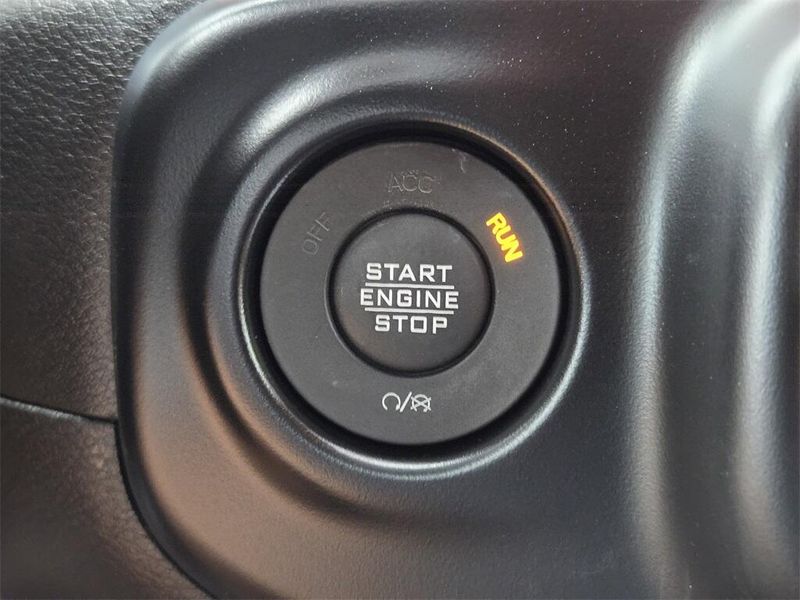 ACC
OFF
RUN
START
ENGINE
STOP